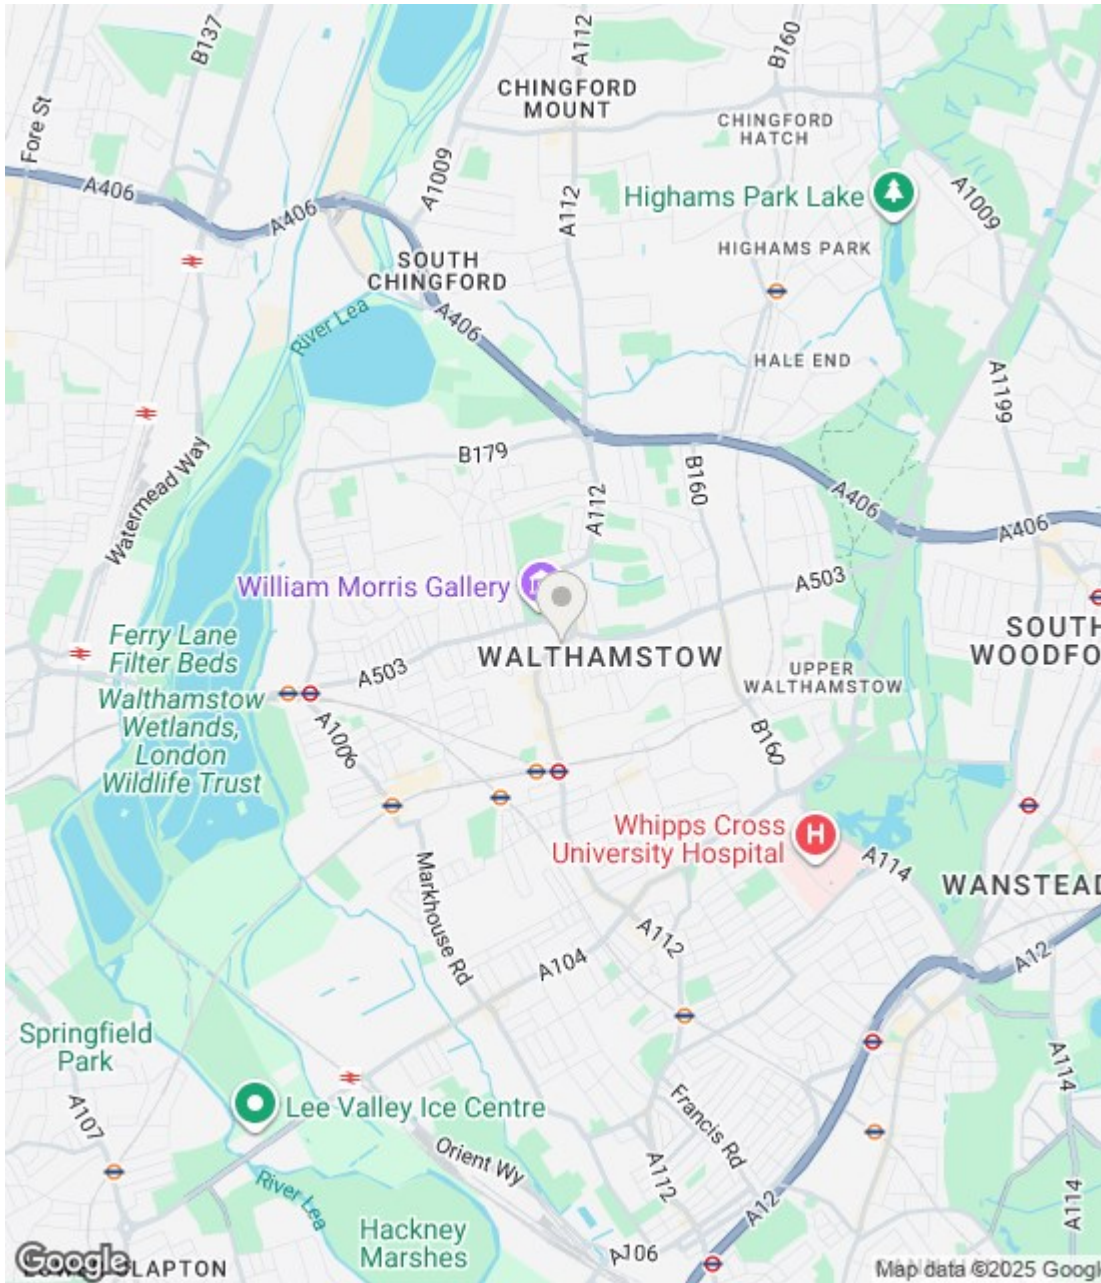 B137
A112
B160
Fore St
CHINGFORD
MOUNT
CHINGFORD
HATCH
A406
A406
A1009
A112
Highams Park Lake
A1009
HIGHAMS PARK
SOUTH
CHINGFORD
River Lea
A406
HALE END
A1199
Watermead Way
B179
B160
A112
A406
A406
William Morris Gallery
A503
Ferry Lane
Filter Beds
SOUTH
WOODFO
WALTHAMSTOW
A503
UPPER
WALTHAMSTOW
Walthamstow
Wetlands,
London
Wildlife Trust
A1006
B160
Whipps Cross
University Hospital
H
A114
Markhouse Rd
WANSTEAD
A112
A104
A12
Springfield
Park
A107
Lee Valley Ice Centre
A114
Francis Rd
Orient Wy
A112
A12
A114
River Lea
Hackney
Marshes
A106
Google
CLAPTON
Map data ©2025 Googl